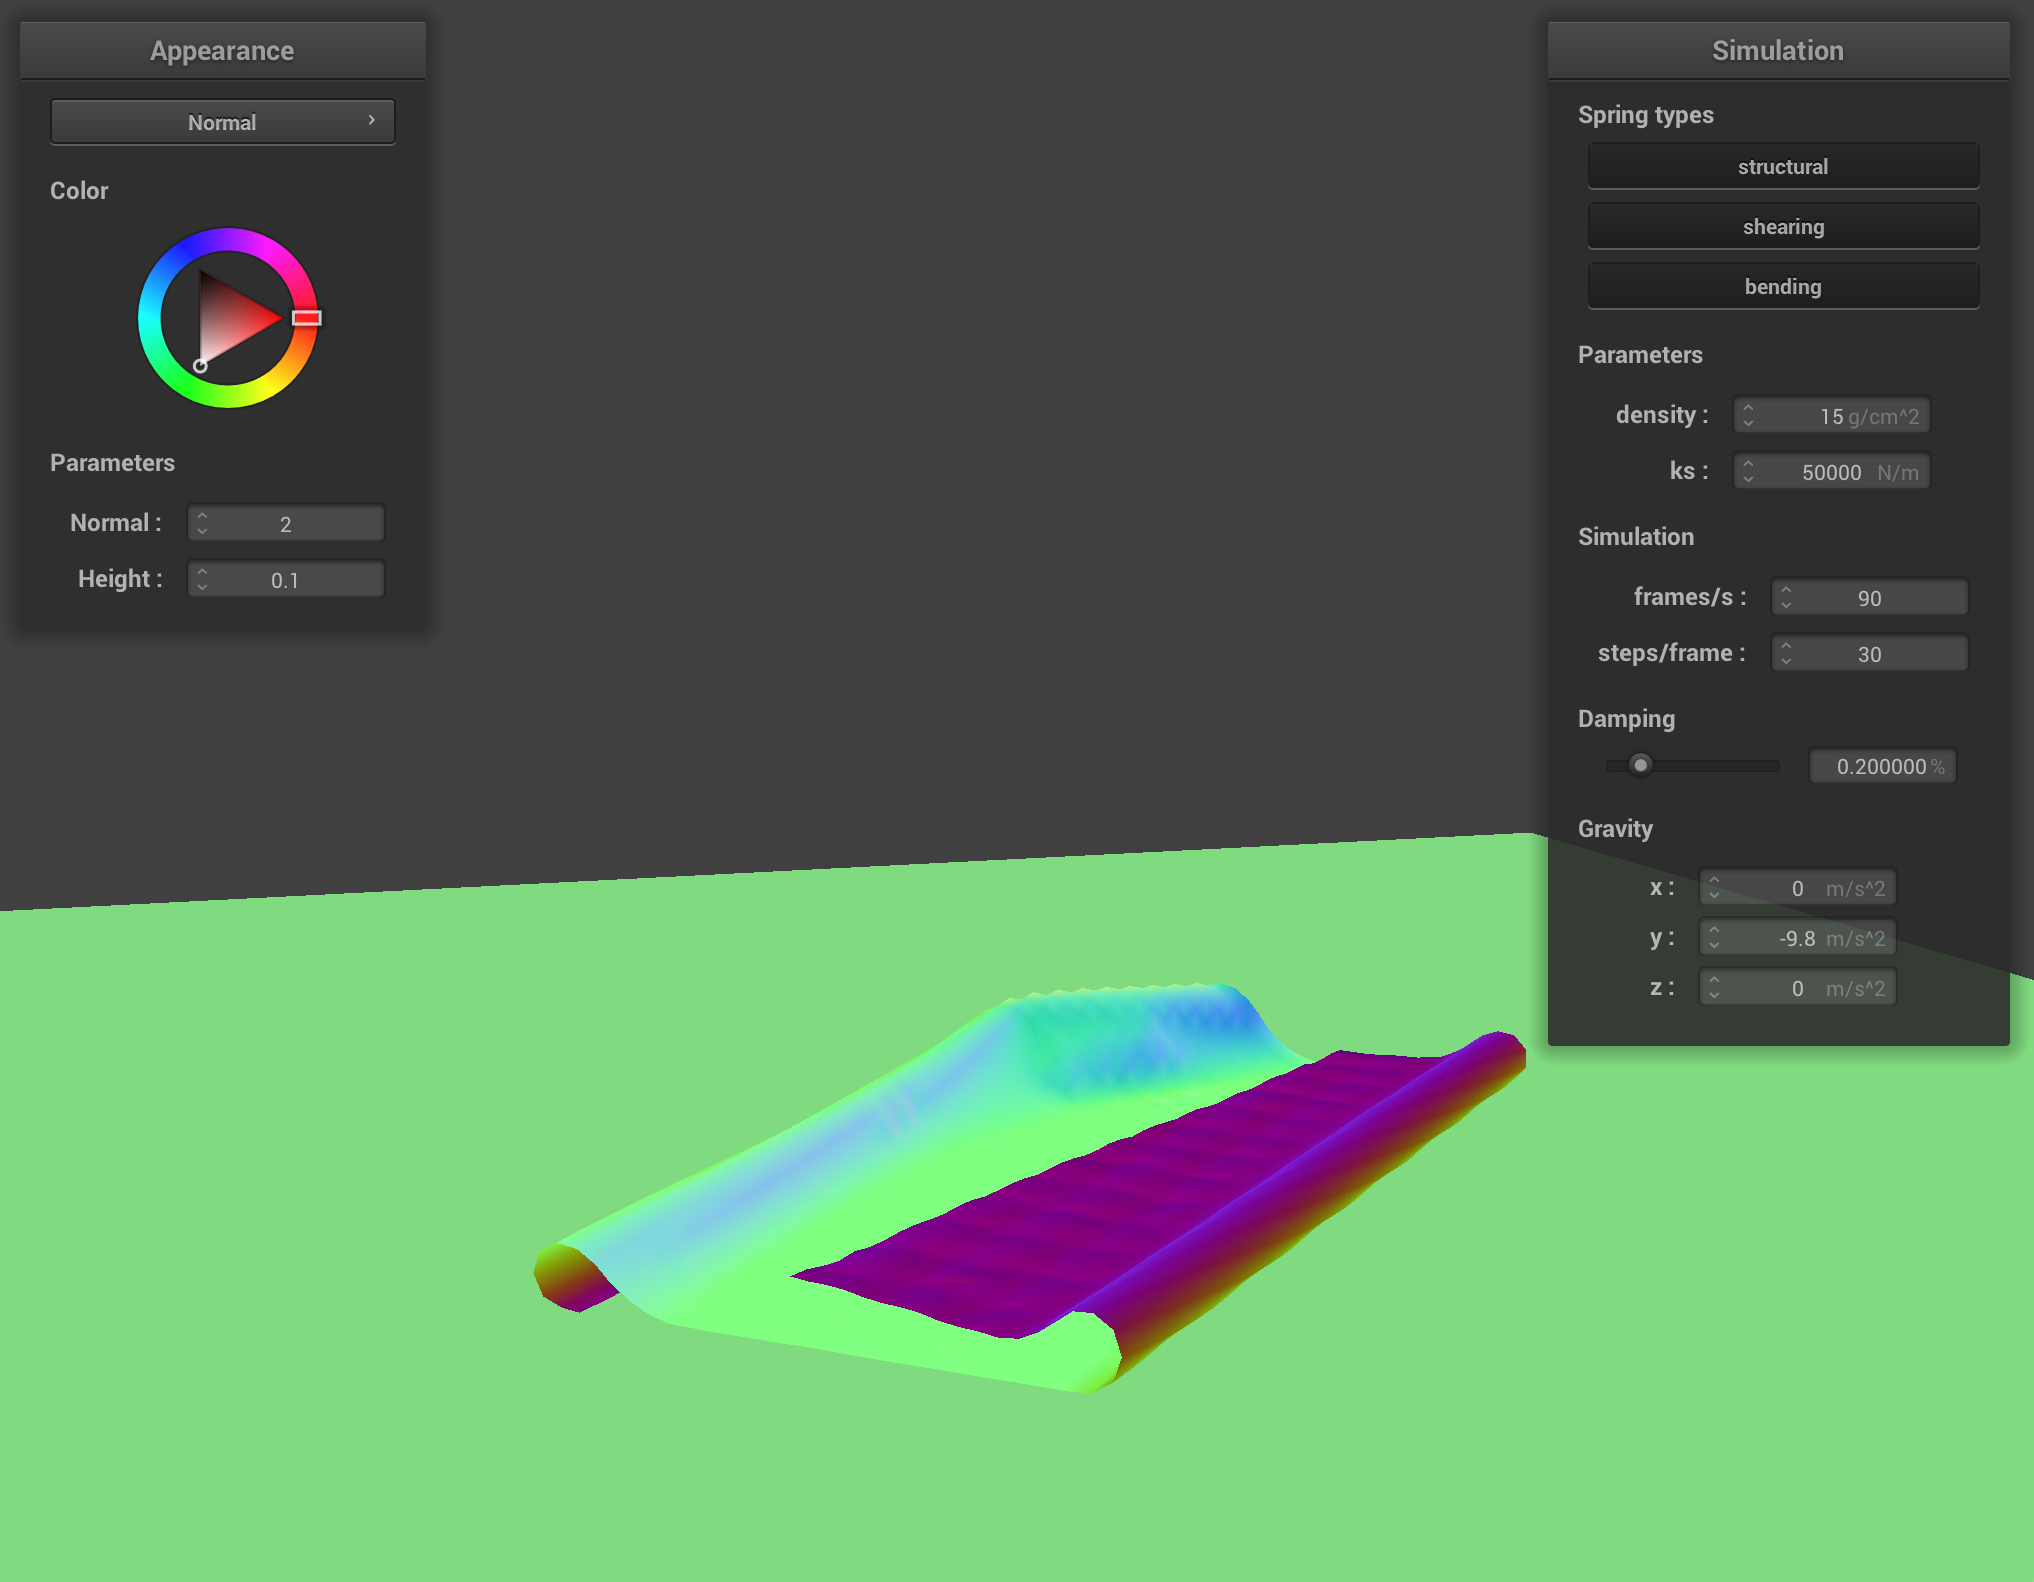 Appearance
Normal
Color
Parameters
Normal : 2
Height : 0.1
Simulation
Spring types
structural
shearing
bending
Parameters
density : 15 g/cm^2
ks : 50000 N/m
Simulation
frames/s : 90
steps/frame : 30
Damping
0.200000 %
Gravity
x : 0 m/s^2
y : -9.8 m/s^2
z : 0 m/s^2